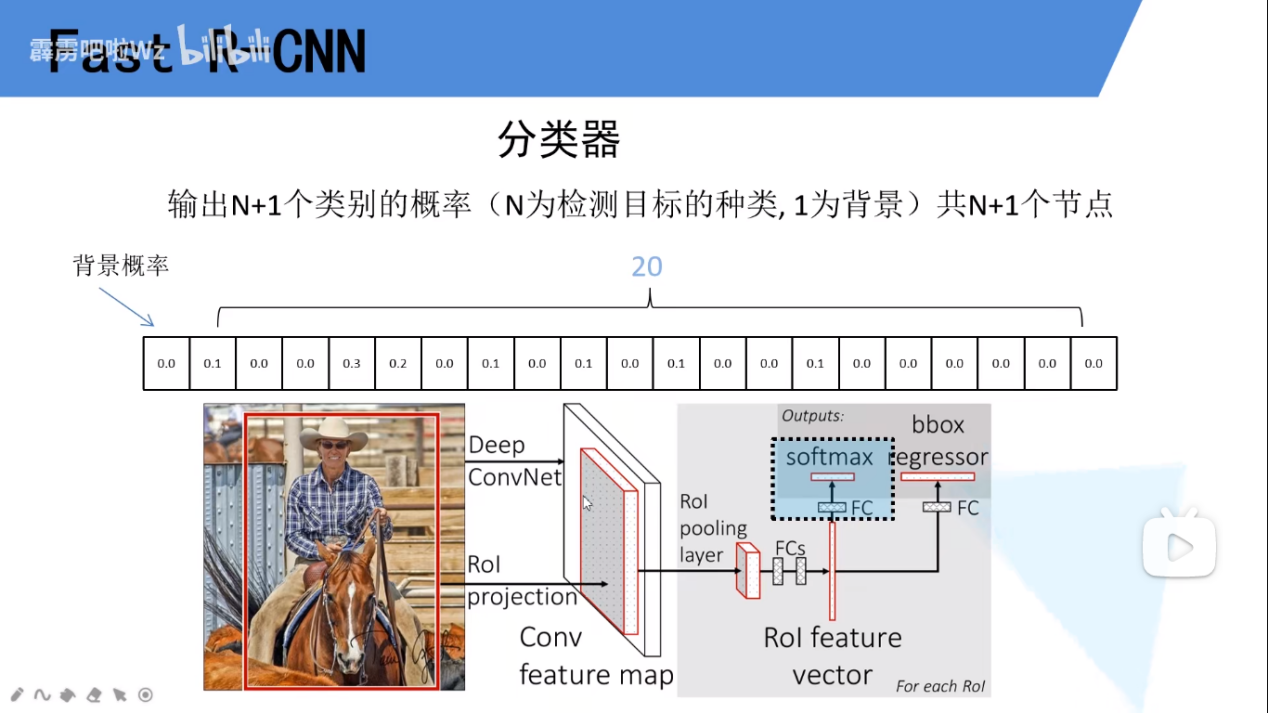 Fast R-CNN
霹雳吧啦Wz bilibili
分类器
输出N+1个类别的概率（N为检测目标的种类, 1为背景）共N+1个节点
背景概率
20
0.0 0.1 0.0 0.0 0.3 0.2 0.0 0.1 0.0 0.1 0.0 0.1 0.0 0.0 0.1 0.0 0.0 0.0 0.0 0.0 0.0
Outputs:
bbox
softmax regressor
Deep
ConvNet
RoI
pooling
layer
FC
FC
FCs
RoI
projection
Conv
feature map
RoI feature
vector
For each RoI